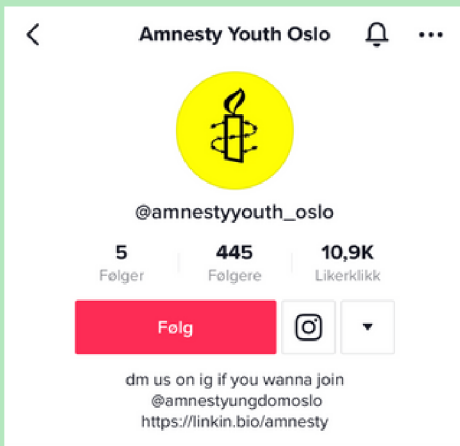 Amnesty Youth Oslo
@amnestyyouth_oslo
5 445 10,9K
Følger Følgere Likerklikk
Følg
dm us on ig if you wanna join
@amnestyungdomoslo
https://linkin.bio/amnesty